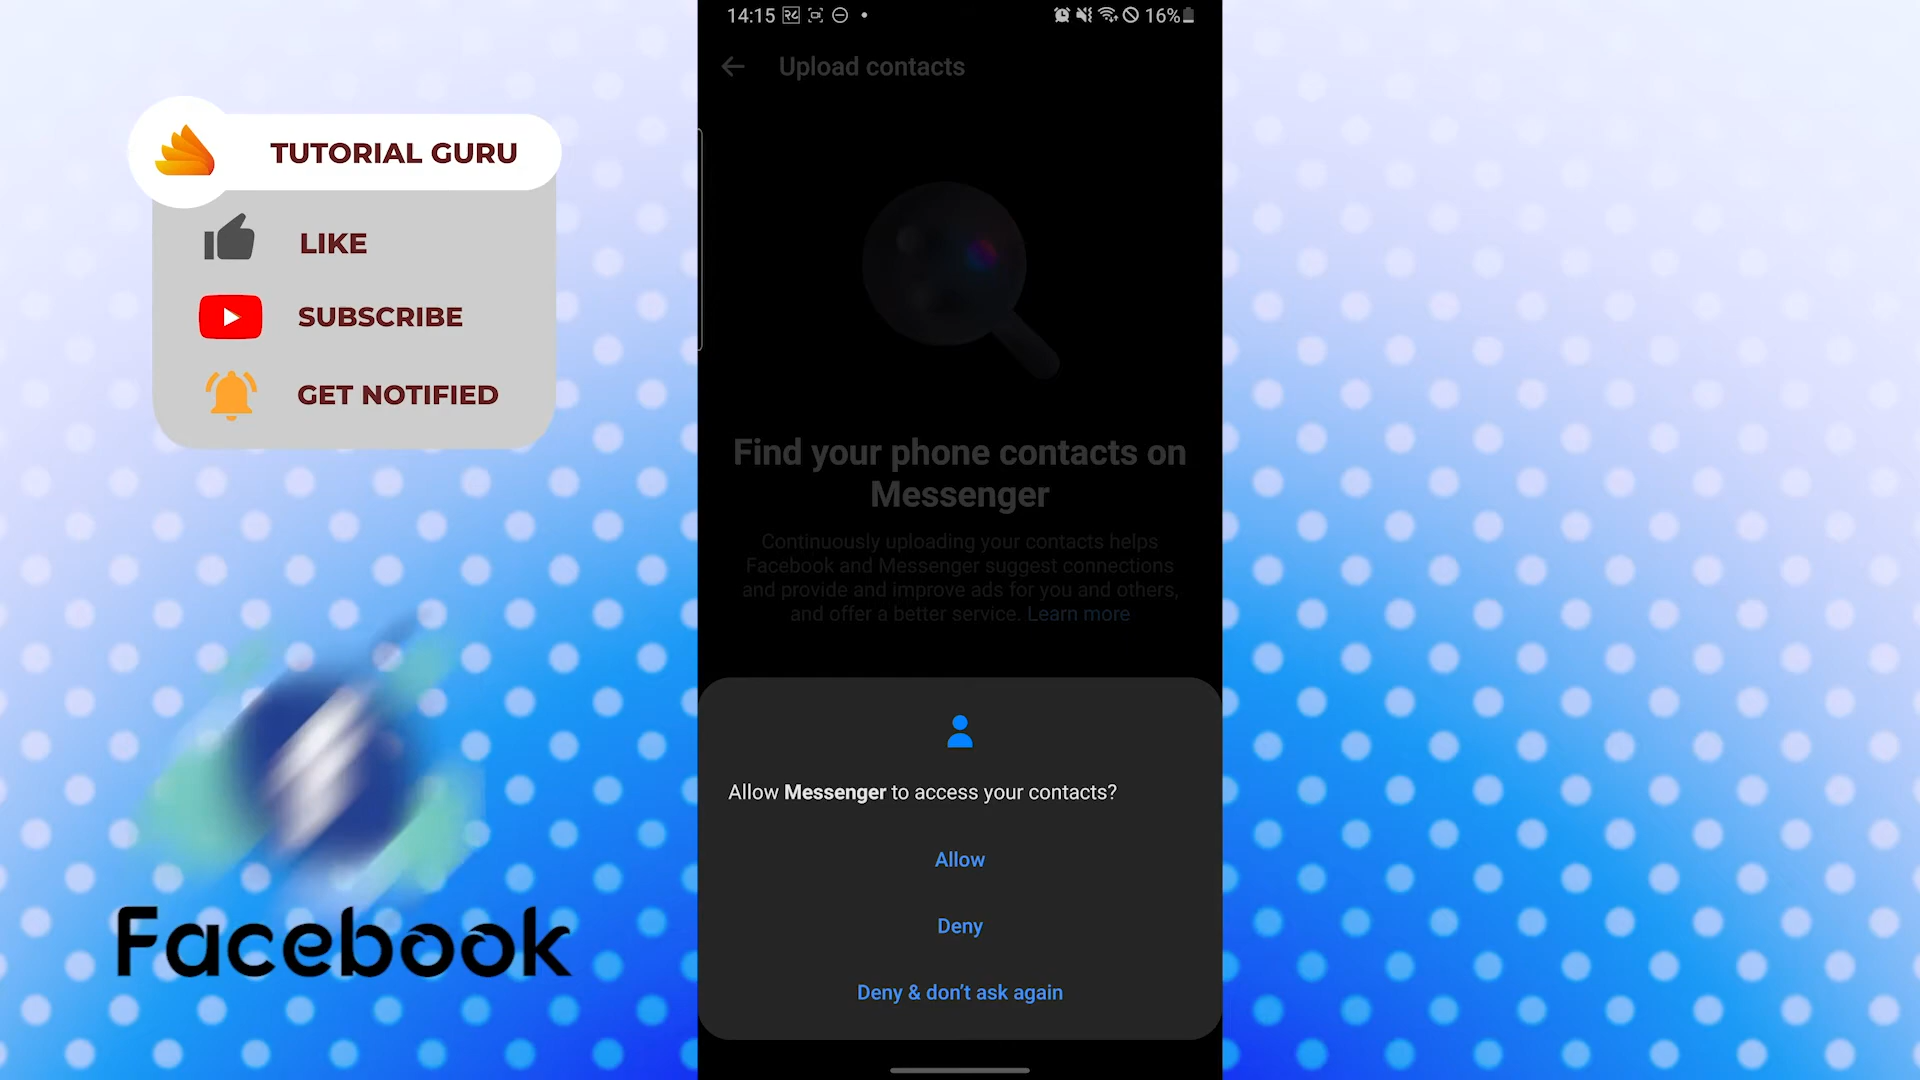 TUTORIAL GURU
LIKE
SUBSCRIBE
GET NOTIFIED
Facebook
14:15
16%
Upload contacts
Find your phone contacts on
Messenger
Continuously uploading your contacts helps
Facebook and Messenger suggest connections
and provide and improve ads for you and others,
and offer a better service. Learn more
Allow Messenger to access your contacts?
Allow
Deny
Deny & don't ask again